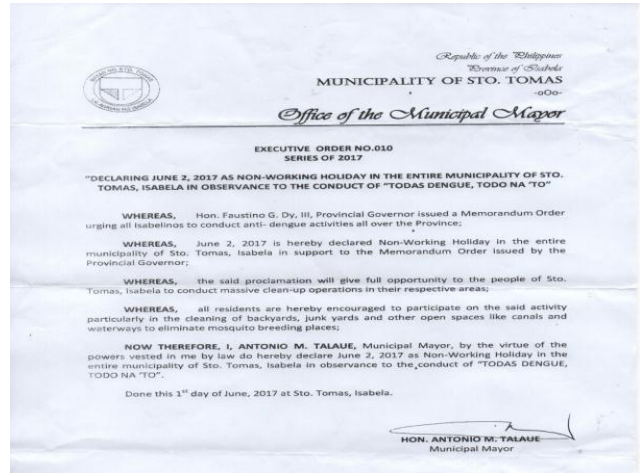 Republic of the Philippines
Province of Isabela
MUNICIPALITY OF STO. TOMAS
-oOo-
Office of the Municipal Mayor
EXECUTIVE ORDER NO.010
SERIES OF 2017
"DECLARING JUNE 2, 2017 AS NON-WORKING HOLIDAY IN THE ENTIRE MUNICIPALITY OF STO.
TOMAS, ISABELA IN OBSERVANCE TO THE CONDUCT OF "TODAS DENGUE, TODO NA 'TO"
WHEREAS, Hon. Faustino G. Dy, III, Provincial Governor issued a Memorandum Order
urging all Isabelinos to conduct anti- dengue activities all over the Province;
WHEREAS, June 2, 2017 is hereby declared Non-Working Holiday in the entire
municipality of Sto. Tomas, Isabela in support to the Memorandum Order issued by the
Provincial Governor;
WHEREAS, the said proclamation will give full opportunity to the people of Sto.
Tomas, Isabela to conduct massive clean-up operations in their respective areas;
WHEREAS, all residents are hereby encouraged to participate on the said activity
particularly in the cleaning of backyards, junk yards and other open spaces like canals and
waterways to eliminate mosquito breeding places;
NOW THEREFORE, I, ANTONIO M. TALAUE, Municipal Mayor, by the virtue of the
powers vested in me by law do hereby declare June 2, 2017 as Non-Working Holiday in the
entire municipality of Sto. Tomas, Isabela in observance to the conduct of "TODAS DENGUE,
TODO NA 'TO".
Done this 1st day of June, 2017 at Sto. Tomas, Isabela.
HON. ANTONIO M. TALAUE
Municipal Mayor